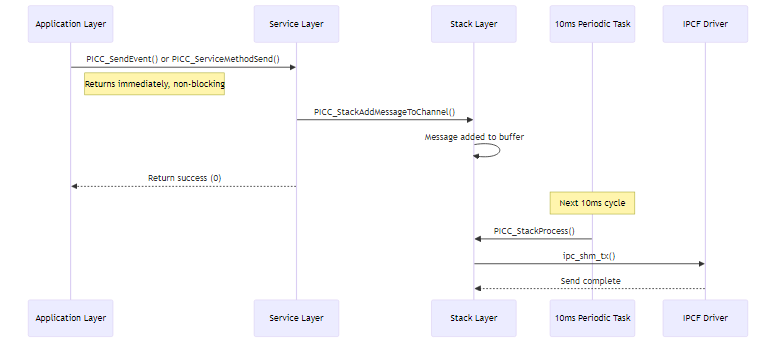 Application Layer
Service Layer
Stack Layer
10ms Periodic Task
IPCF Driver
PICC_SendEvent() or PICC_ServiceMethodSend()
Returns immediately, non-blocking
PICC_StackAddMessageToChannel()
Message added to buffer
Return success (0)
Next 10ms cycle
PICC_StackProcess()
ipc_shm_tx()
Send complete
Application Layer
Service Layer
Stack Layer
10ms Periodic Task
IPCF Driver